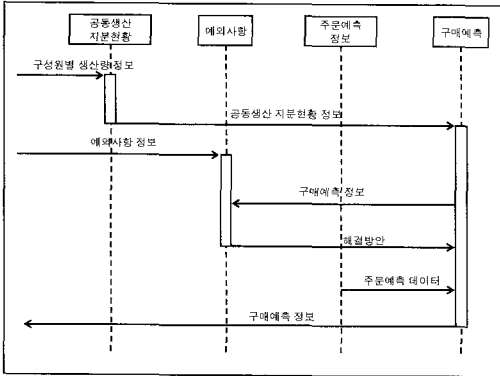 공동생산
지분현황
예외사항
주문예측
정보
구매예측
구성원별 생산량 정보
공동생산 지분현황 정보
예외사항 정보
구매예측 정보
해결방안
주문예측 데이터
구매예측 정보